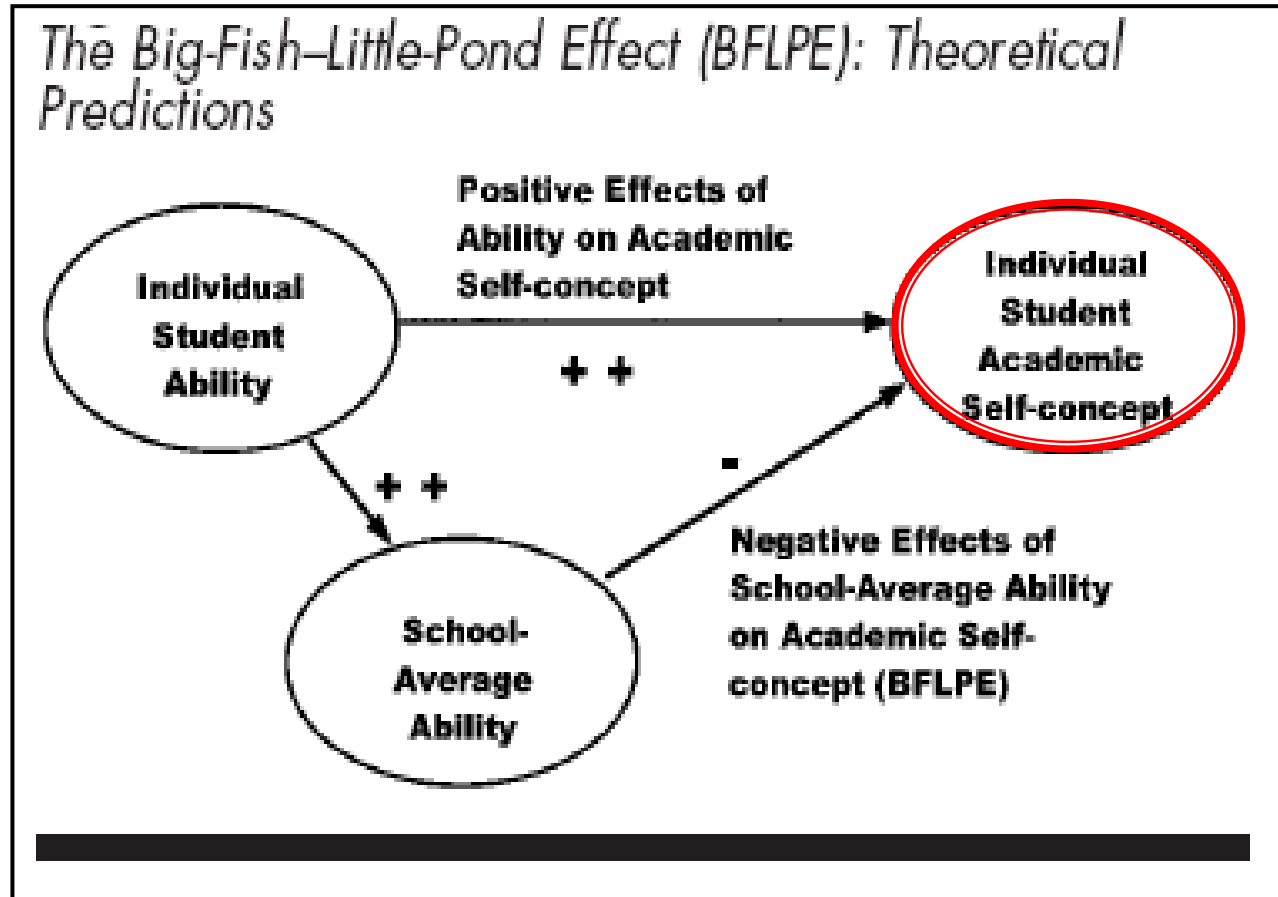 The Big-Fish–Little-Pond Effect (BFLPE): Theoretical
Predictions
Positive Effects of
Ability on Academic
Self-concept
Individual
Student
Ability
Individual
Student
Academic
Self-concept
+ +
-
+ +
Negative Effects of
School-Average Ability
on Academic Self-
concept (BFLPE)
School-
Average
Ability